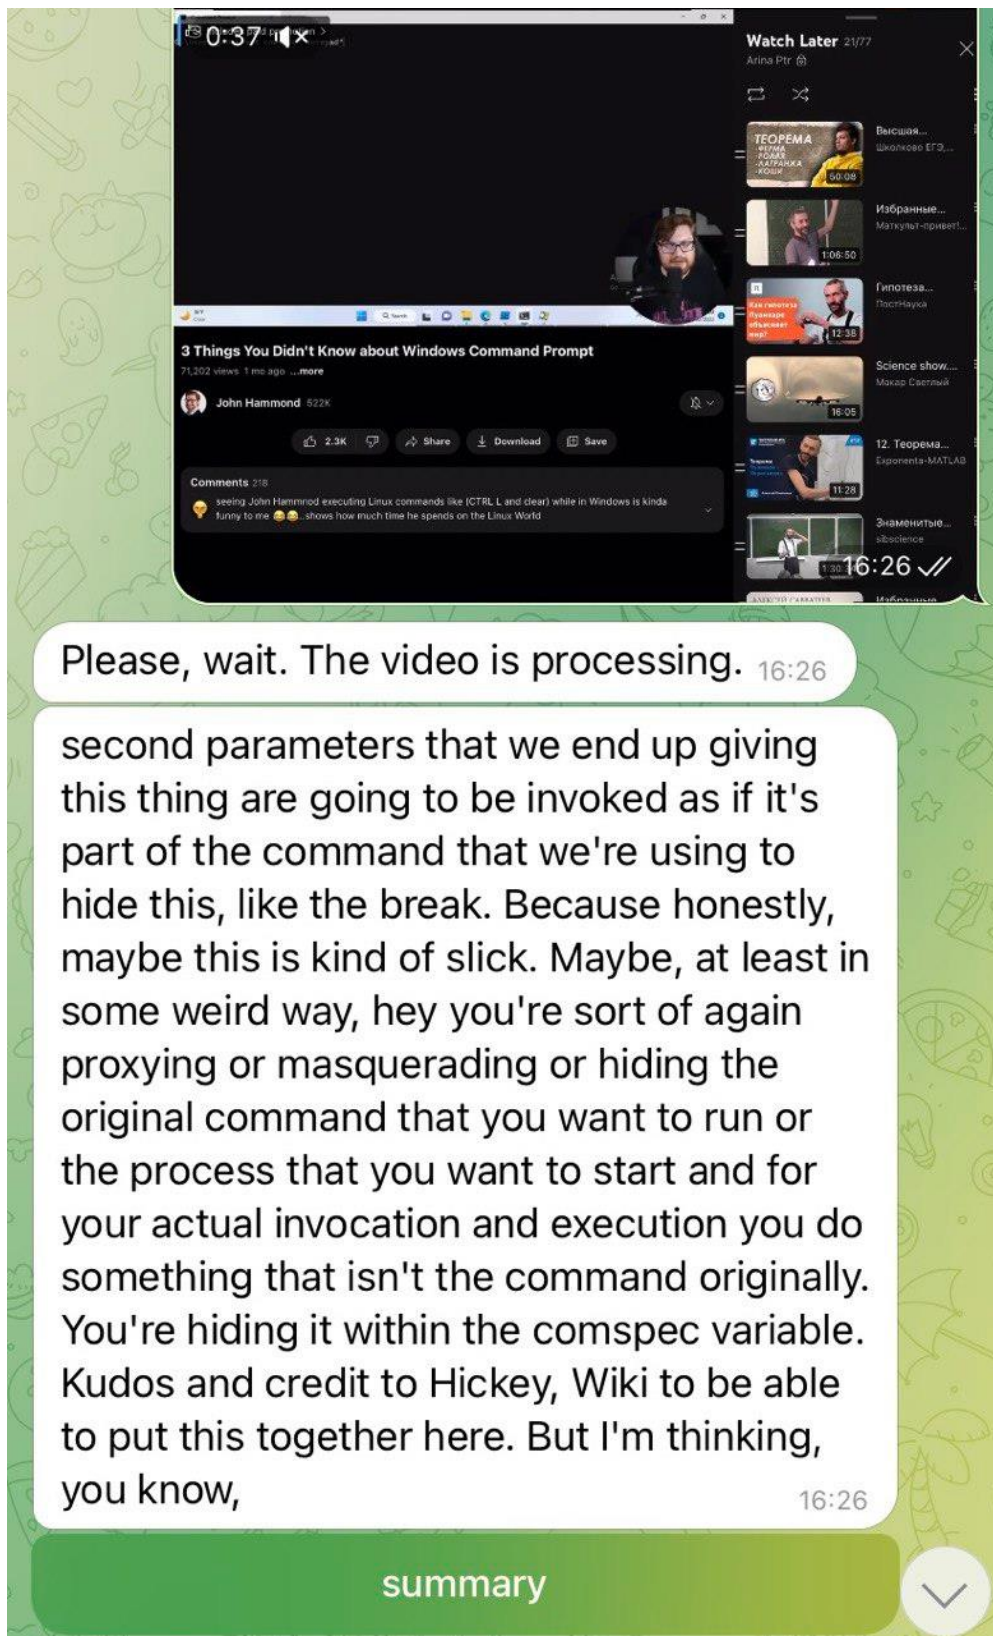 0:37
Watch Later 21/77
Arina Ptr
ТЕОРЕМА
-ФЕРМА
-РОЛЛЯ
-ЛАГРАНЖА
-КОШИ
50:08
Высшая...
Школково ЕГЭ,...
1:06:50
Избранные...
Маткульт-привет!...
Как гипотеза
Пуанкаре
объясняет
мир?
12:38
Гипотеза...
ПостНаука
16:05
Science show....
Макар Светлый
11:28
12. Теорема...
Exponenta-MATLAB
Знаменитые...
sibscience
Избранные
Search
3 Things You Didn't Know about Windows Command Prompt
71,202 views 1 mo ago ...more
John Hammond 522K
2.3K
Share
Download
Save
Comments 218
seeing John Hammnod executing Linux commands like (CTRL L and clear) while in Windows is kinda
funny to me 😂😂..shows how much time he spends on the Linux World
16:26
Please, wait. The video is processing. 16:26
second parameters that we end up giving
this thing are going to be invoked as if it's
part of the command that we're using to
hide this, like the break. Because honestly,
maybe this is kind of slick. Maybe, at least in
some weird way, hey you're sort of again
proxying or masquerading or hiding the
original command that you want to run or
the process that you want to start and for
your actual invocation and execution you do
something that isn't the command originally.
You're hiding it within the comspec variable.
Kudos and credit to Hickey, Wiki to be able
to put this together here. But I'm thinking,
you know,
16:26
summary